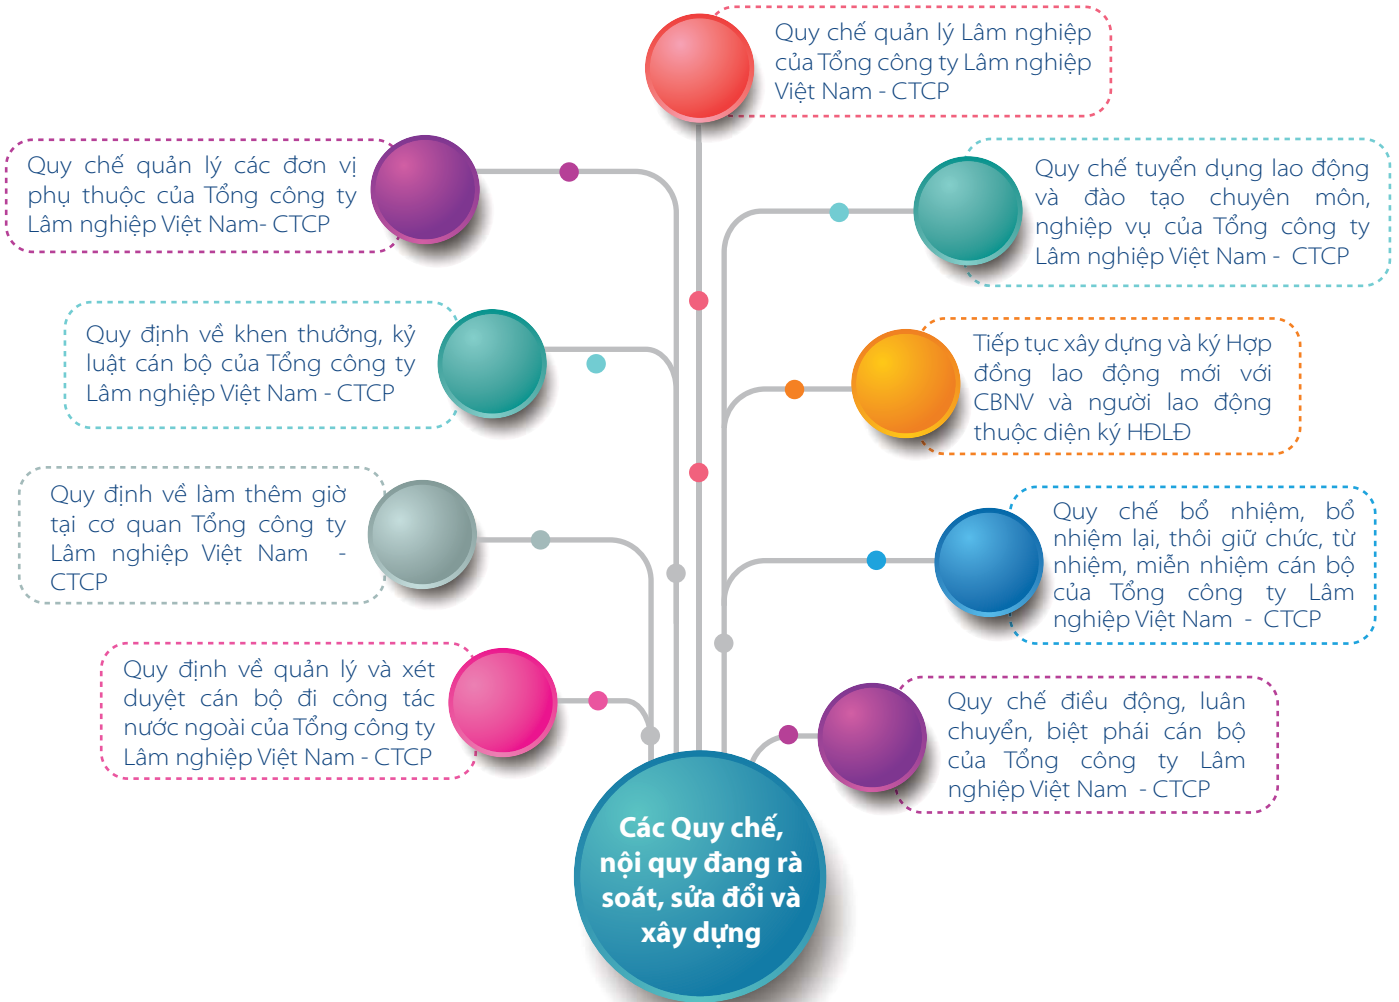 Quy chế quản lý Lâm nghiệp
của Tổng công ty Lâm nghiệp
Việt Nam - CTCP
Quy chế quản lý các đơn vị
phụ thuộc của Tổng công ty
Lâm nghiệp Việt Nam- CTCP
Quy chế tuyển dụng lao động
và đào tạo chuyên môn,
nghiệp vụ của Tổng công ty
Lâm nghiệp Việt Nam - CTCP
Quy định về khen thưởng, kỷ
luật cán bộ của Tổng công ty
Lâm nghiệp Việt Nam - CTCP
Tiếp tục xây dựng và ký Hợp
đồng lao động mới với
CBNV và người lao động
thuộc diện ký HĐLĐ
Quy định về làm thêm giờ
tại cơ quan Tổng công ty
Lâm nghiệp Việt Nam -
CTCP
Quy chế bổ nhiệm, bổ
nhiệm lại, thôi giữ chức, từ
nhiệm, miễn nhiệm cán bộ
của Tổng công ty Lâm
nghiệp Việt Nam - CTCP
Quy định về quản lý và xét
duyệt cán bộ đi công tác
nước ngoài của Tổng công ty
Lâm nghiệp Việt Nam - CTCP
Quy chế điều động, luân
chuyển, biệt phái cán bộ
của Tổng công ty Lâm
nghiệp Việt Nam - CTCP
Các Quy chế,
nội quy đang rà
soát, sửa đổi và
xây dựng